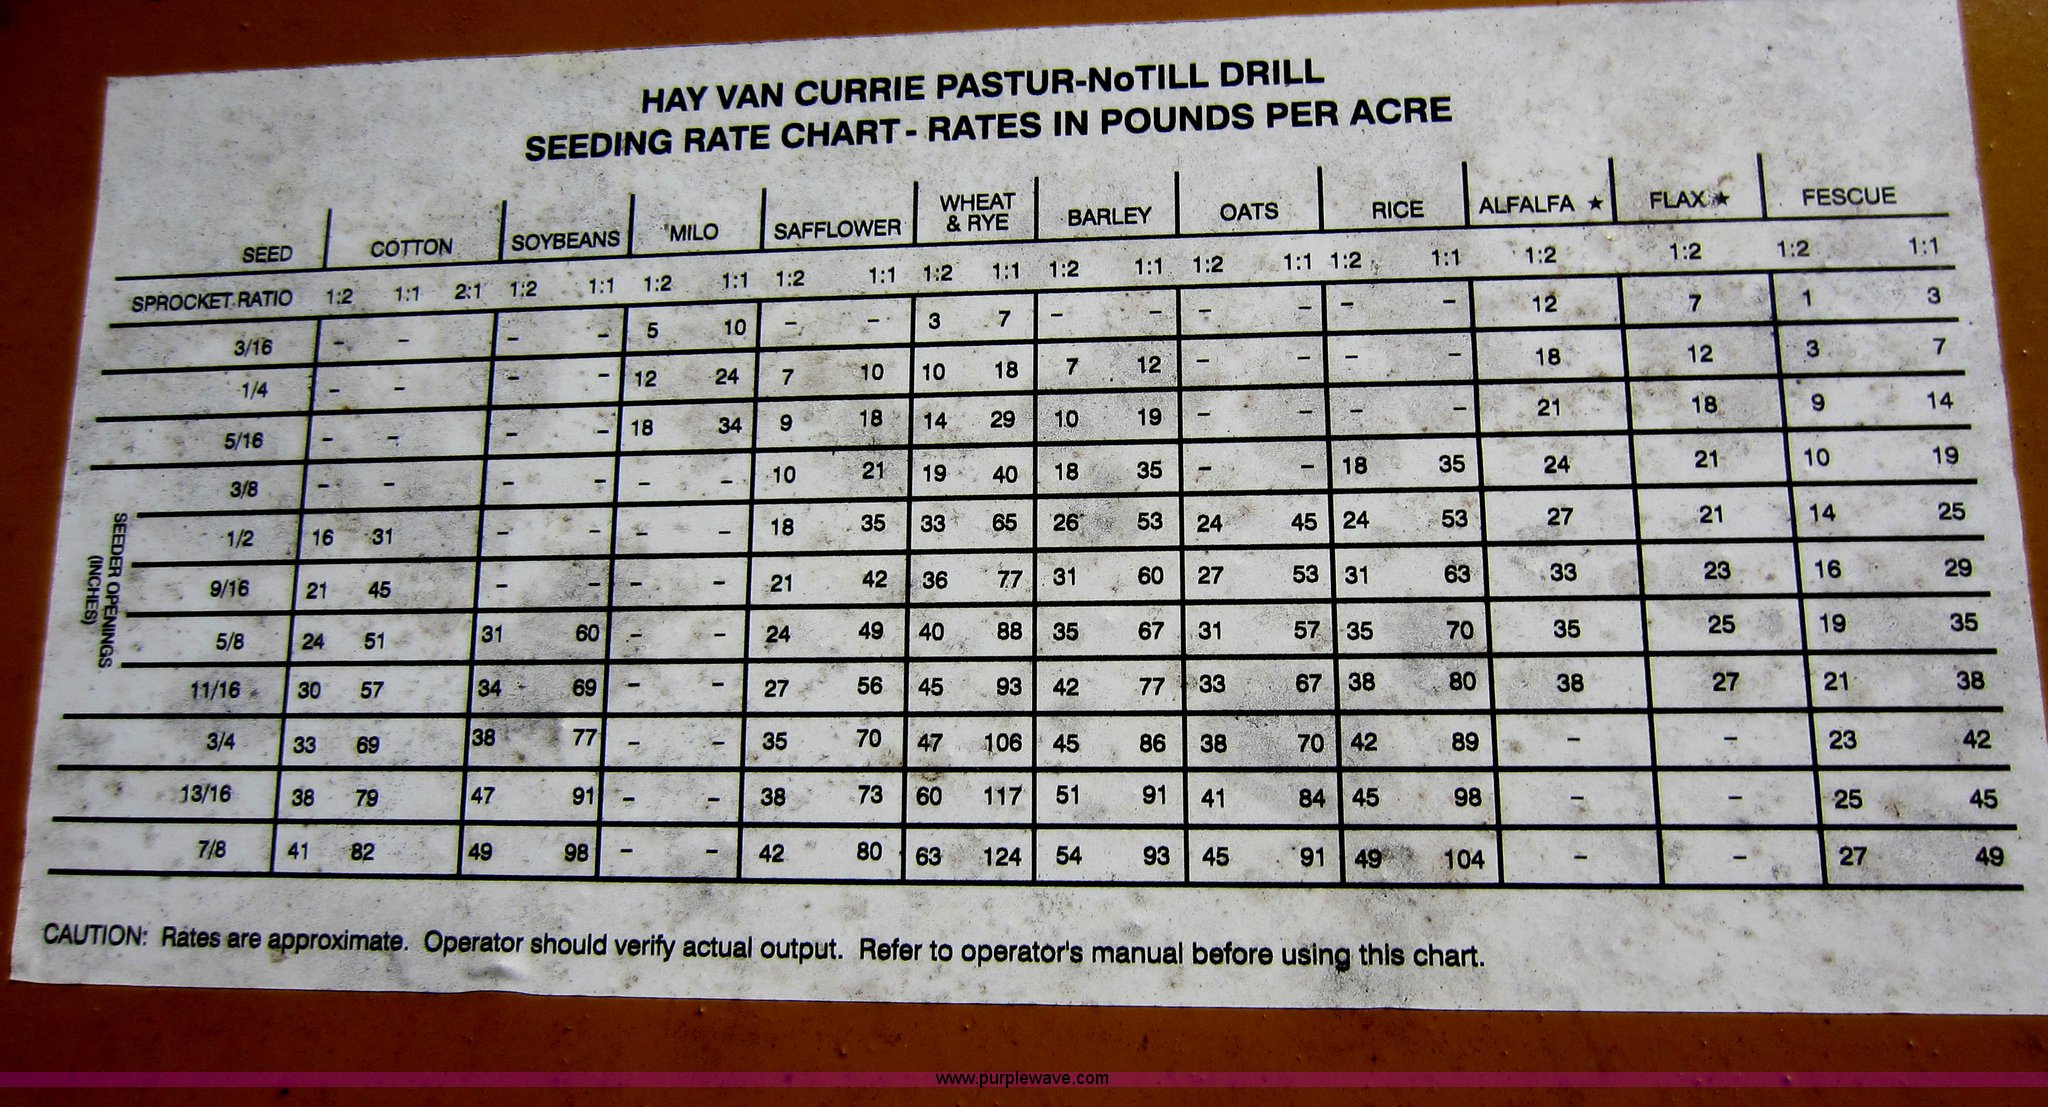 HAY VAN CURRIE PASTUR-NoTILL DRILL
SEEDING RATE CHART - RATES IN POUNDS PER ACRE
SEED COTTON SOYBEANS MILO SAFFLOWER WHEAT & RYE BARLEY OATS RICE ALFALFA ★ FLAX ★ FESCUE
SPROCKET RATIO 1:2 1:1 2:1 1:2 1:1 1:2 1:1 1:2 1:1 1:2 1:1 1:2 1:1 1:2 1:1 1:2 1:1 1:2 1:2 1:2 1:1
SEEDER OPENINGS
(INCHES)
3/16 - - - - 5 10 - - 3 7 - - - - - - 12 7 1 3
1/4 - - - - 12 24 7 10 10 18 7 12 - - - - 18 12 3 7
5/16 - - - - 18 34 9 18 14 29 10 19 - - - - 21 18 9 14
3/8 - - - - - - 10 21 19 40 18 35 - - 18 35 24 21 10 19
1/2 16 31 - - - - 18 35 33 65 26 53 24 45 24 53 27 21 14 25
9/16 21 45 - - - - 21 42 36 77 31 60 27 53 31 63 33 23 16 29
5/8 24 51 31 60 - - 24 49 40 88 35 67 31 57 35 70 35 25 19 35
11/16 30 57 34 69 - - 27 56 45 93 42 77 33 67 38 80 38 27 21 38
3/4 33 69 38 77 - - 35 70 47 106 45 86 38 70 42 89 - - 23 42
13/16 38 79 47 91 - - 38 73 60 117 51 91 41 84 45 98 - - 25 45
7/8 41 82 49 98 - - 42 80 63 124 54 93 45 91 49 104 - - 27 49
CAUTION: Rates are approximate. Operator should verify actual output. Refer to operator's manual before using this chart.
www.purplewave.com